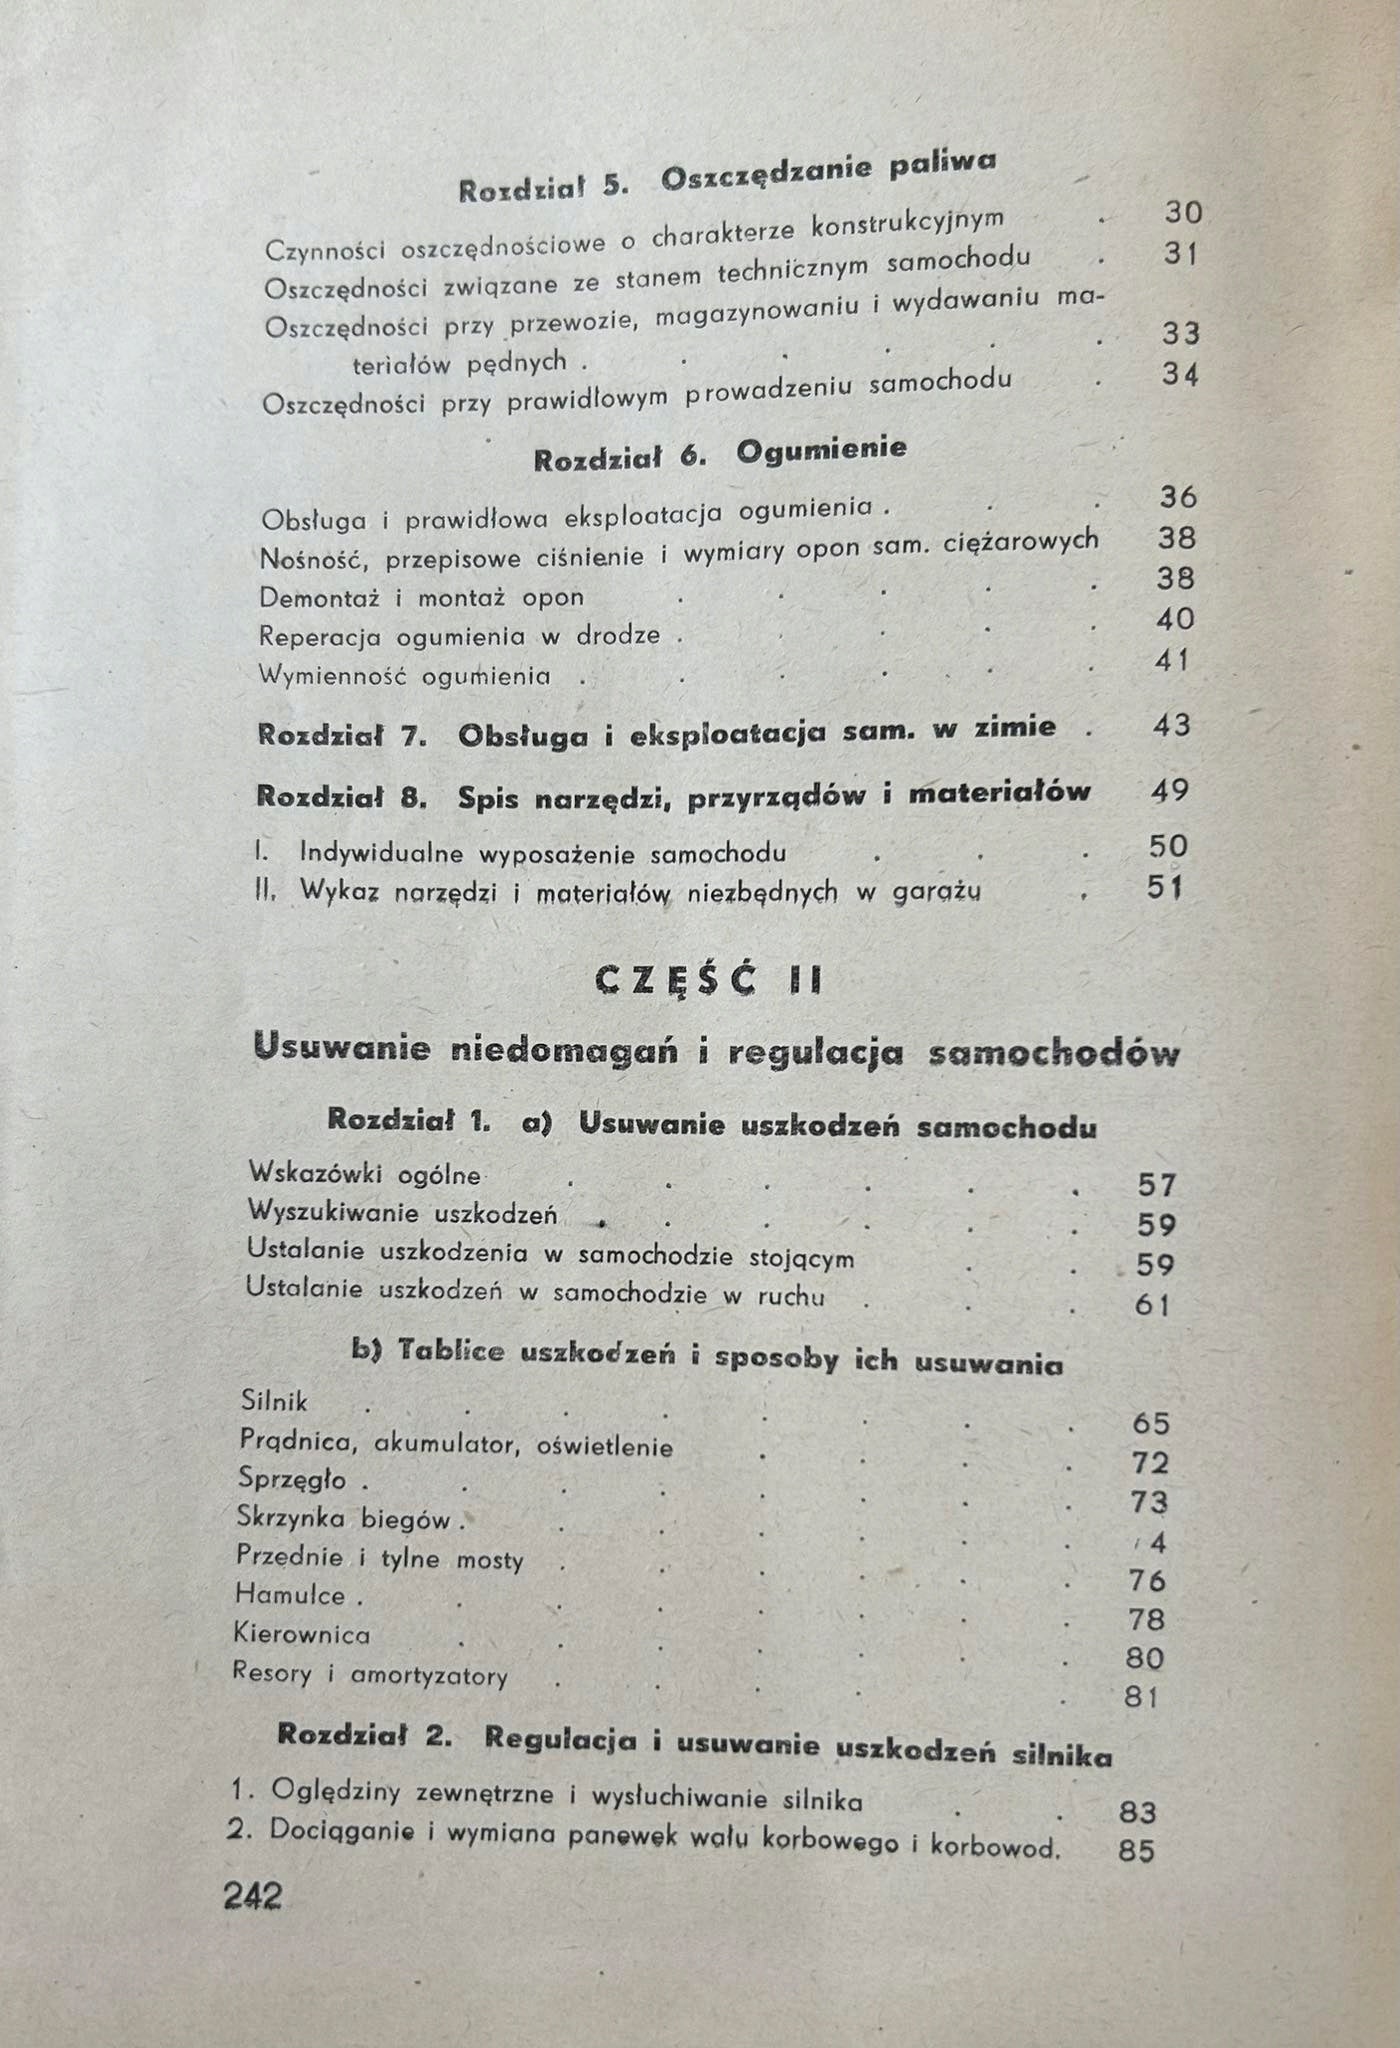 Rozdział 5. Oszczędzanie paliwa
Czynności oszczędnościowe o charakterze konstrukcyjnym . 30
Oszczędności związane ze stanem technicznym samochodu . 31
Oszczędności przy przewozie, magazynowaniu i wydawaniu ma-
teriałów pędnych . . . . . . 33
Oszczędności przy prawidłowym prowadzeniu samochodu . 34
Rozdział 6. Ogumienie
Obsługa i prawidłowa eksploatacja ogumienia . . . 36
Nośność, przepisowe ciśnienie i wymiary opon sam. ciężarowych 38
Demontaż i montaż opon . . . . . 38
Reperacja ogumienia w drodze . . . . . 40
Wymienność ogumienia . . . . . . 41
Rozdział 7. Obsługa i eksploatacja sam. w zimie . 43
Rozdział 8. Spis narzędzi, przyrządów i materiałów 49
I. Indywidualne wyposażenie samochodu . . . 50
II. Wykaz narzędzi i materiałów niezbędnych w garażu . 51
CZĘŚĆ II
Usuwanie niedomagań i regulacja samochodów
Rozdział 1. a) Usuwanie uszkodzeń samochodu
Wskazówki ogólne . . . . . . 57
Wyszukiwanie uszkodzeń . . . . . . 59
Ustalanie uszkodzenia w samochodzie stojącym . . 59
Ustalanie uszkodzeń w samochodzie w ruchu . . . 61
b) Tablice uszkodzeń i sposoby ich usuwania
Silnik . . . . . . . . 65
Prądnica, akumulator, oświetlenie . . . . 72
Sprzęgło . . . . . . . . 73
Skrzynka biegów . . . . . . . 4
Przednie i tylne mosty . . . . . . 76
Hamulce . . . . . . . . 78
Kierownica . . . . . . . 80
Resory i amortyzatory . . . . . 81
Rozdział 2. Regulacja i usuwanie uszkodzeń silnika
1. Oględziny zewnętrzne i wysłuchiwanie silnika . . 83
2. Dociąganie i wymiana panewek wału korbowego i korbowod. 85
242